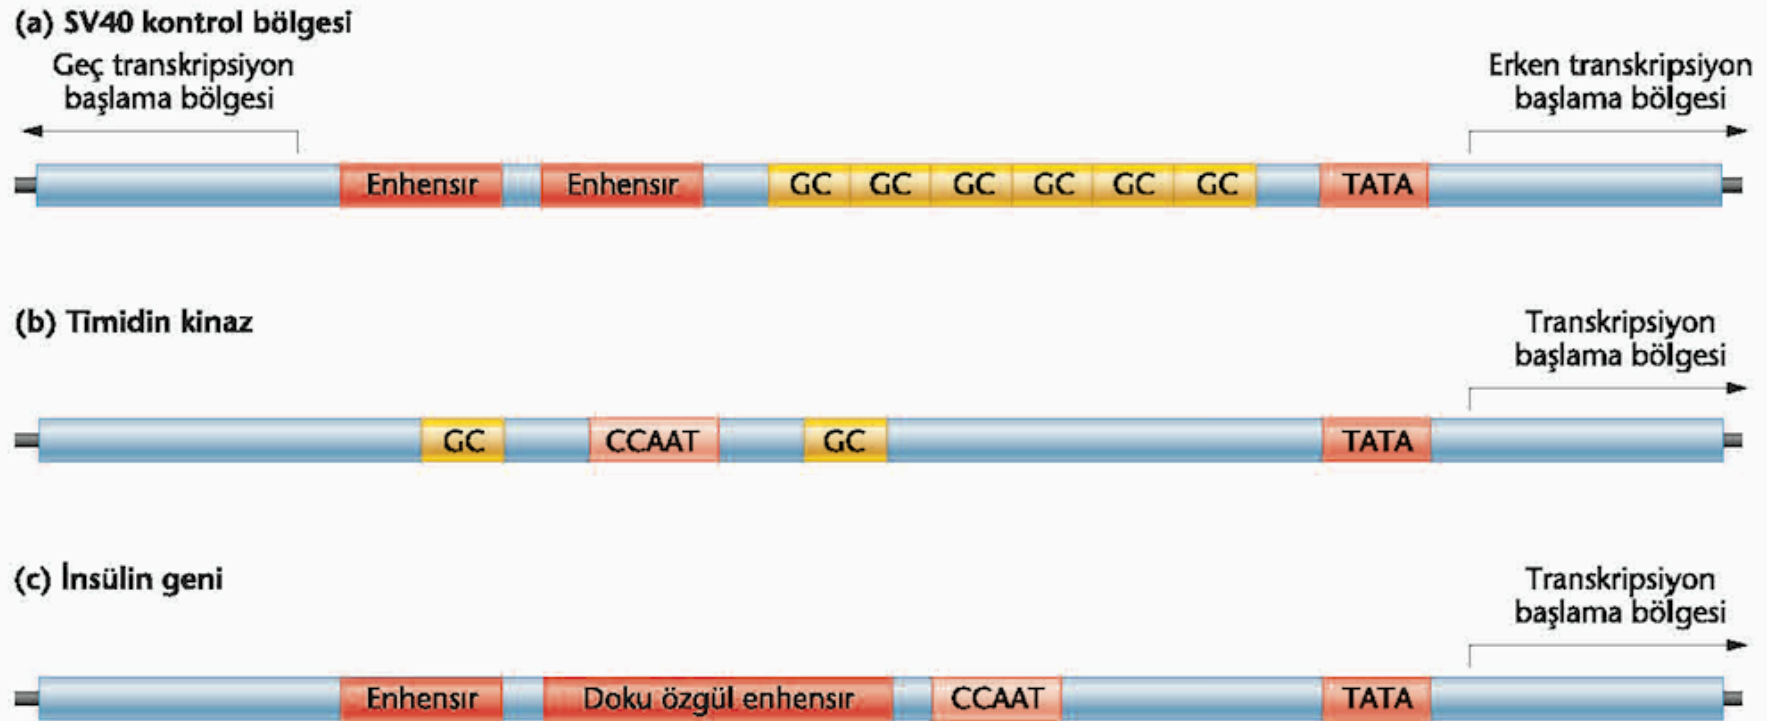 (a) SV40 kontrol bölgesi
Geç transkripsiyon
başlama bölgesi
Erken transkripsiyon
başlama bölgesi
Enhensır Enhensır GC GC GC GC GC GC TATA
(b) Timidin kinaz
Transkripsiyon
başlama bölgesi
GC CCAAT GC TATA
(c) İnsülin geni
Transkripsiyon
başlama bölgesi
Enhensır Doku özgül enhensır CCAAT TATA